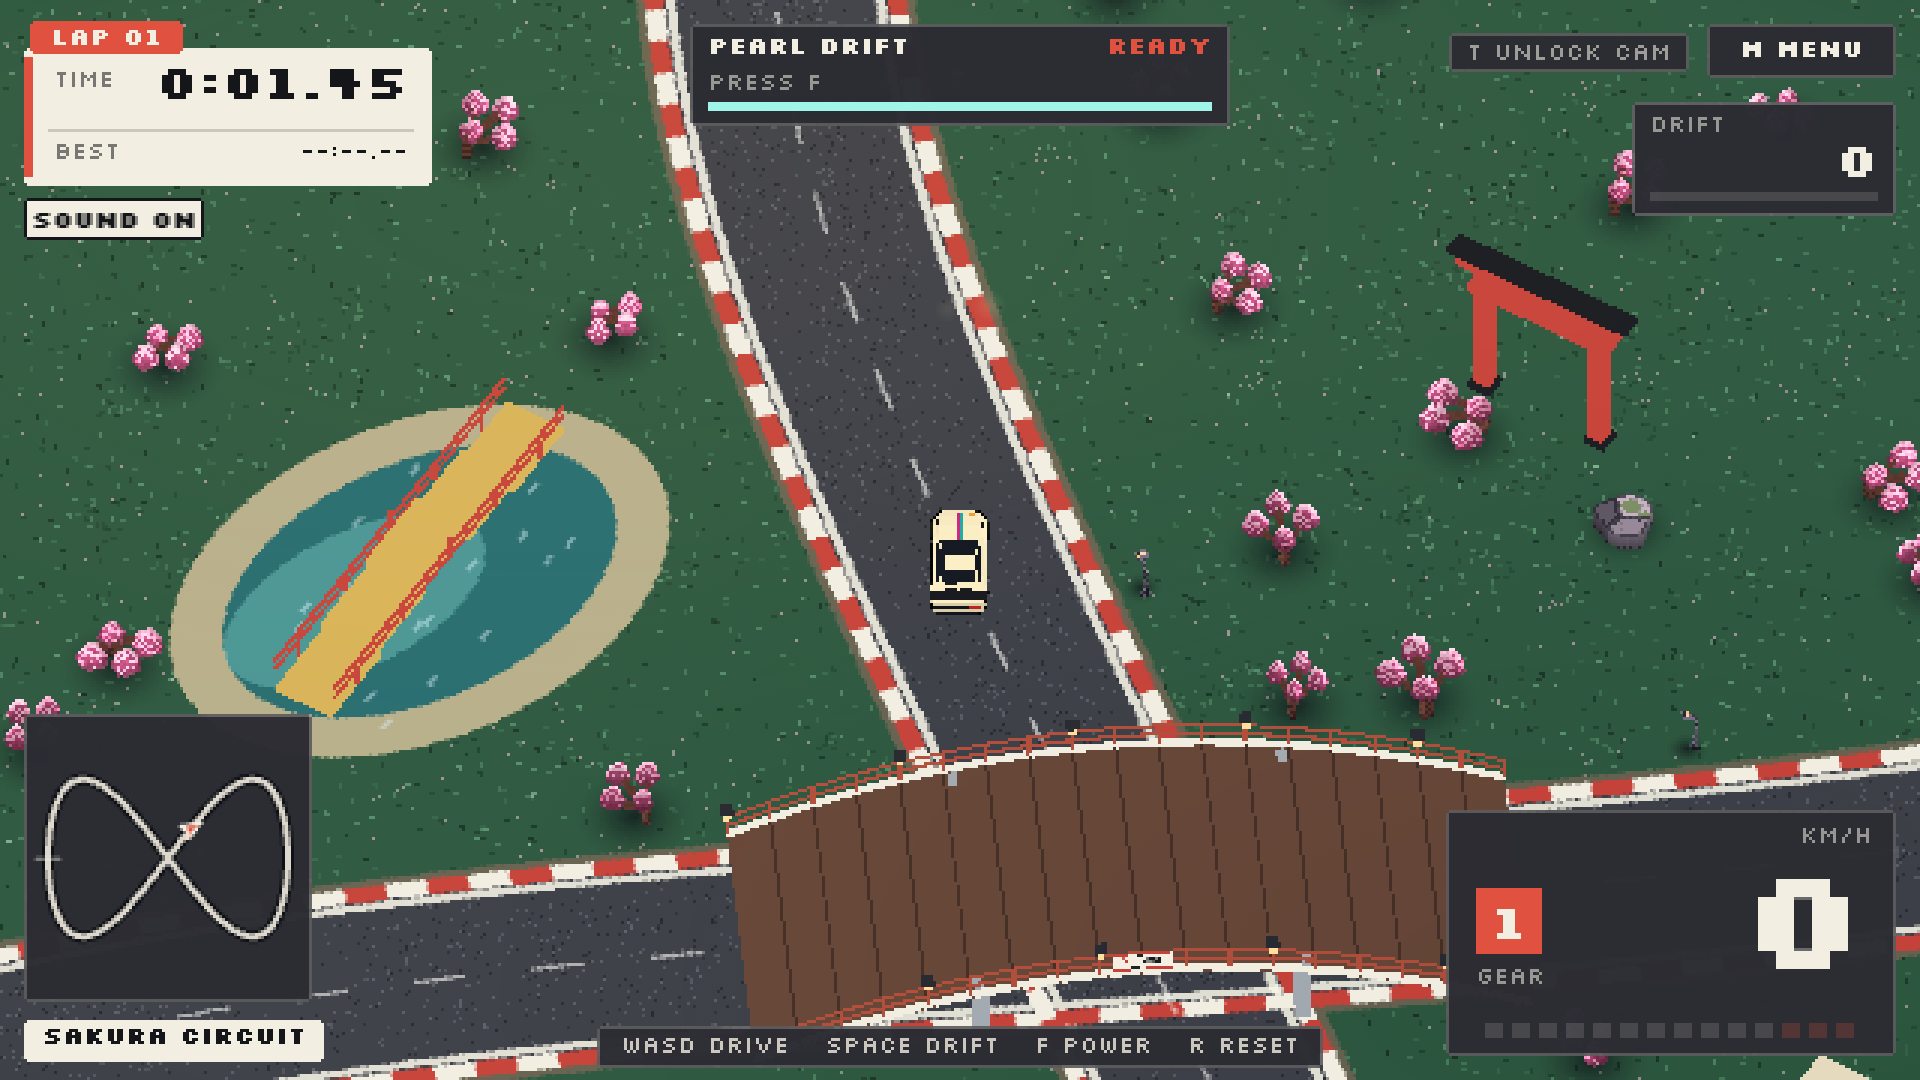 LAP 01
TIME 0:01.45
BEST --:--.--
SOUND ON
PEARL DRIFT READY
PRESS F
T UNLOCK CAM
M MENU
DRIFT
0
KM/H
1
0
GEAR
SAKURA CIRCUIT
WASD DRIVE SPACE DRIFT F POWER R RESET